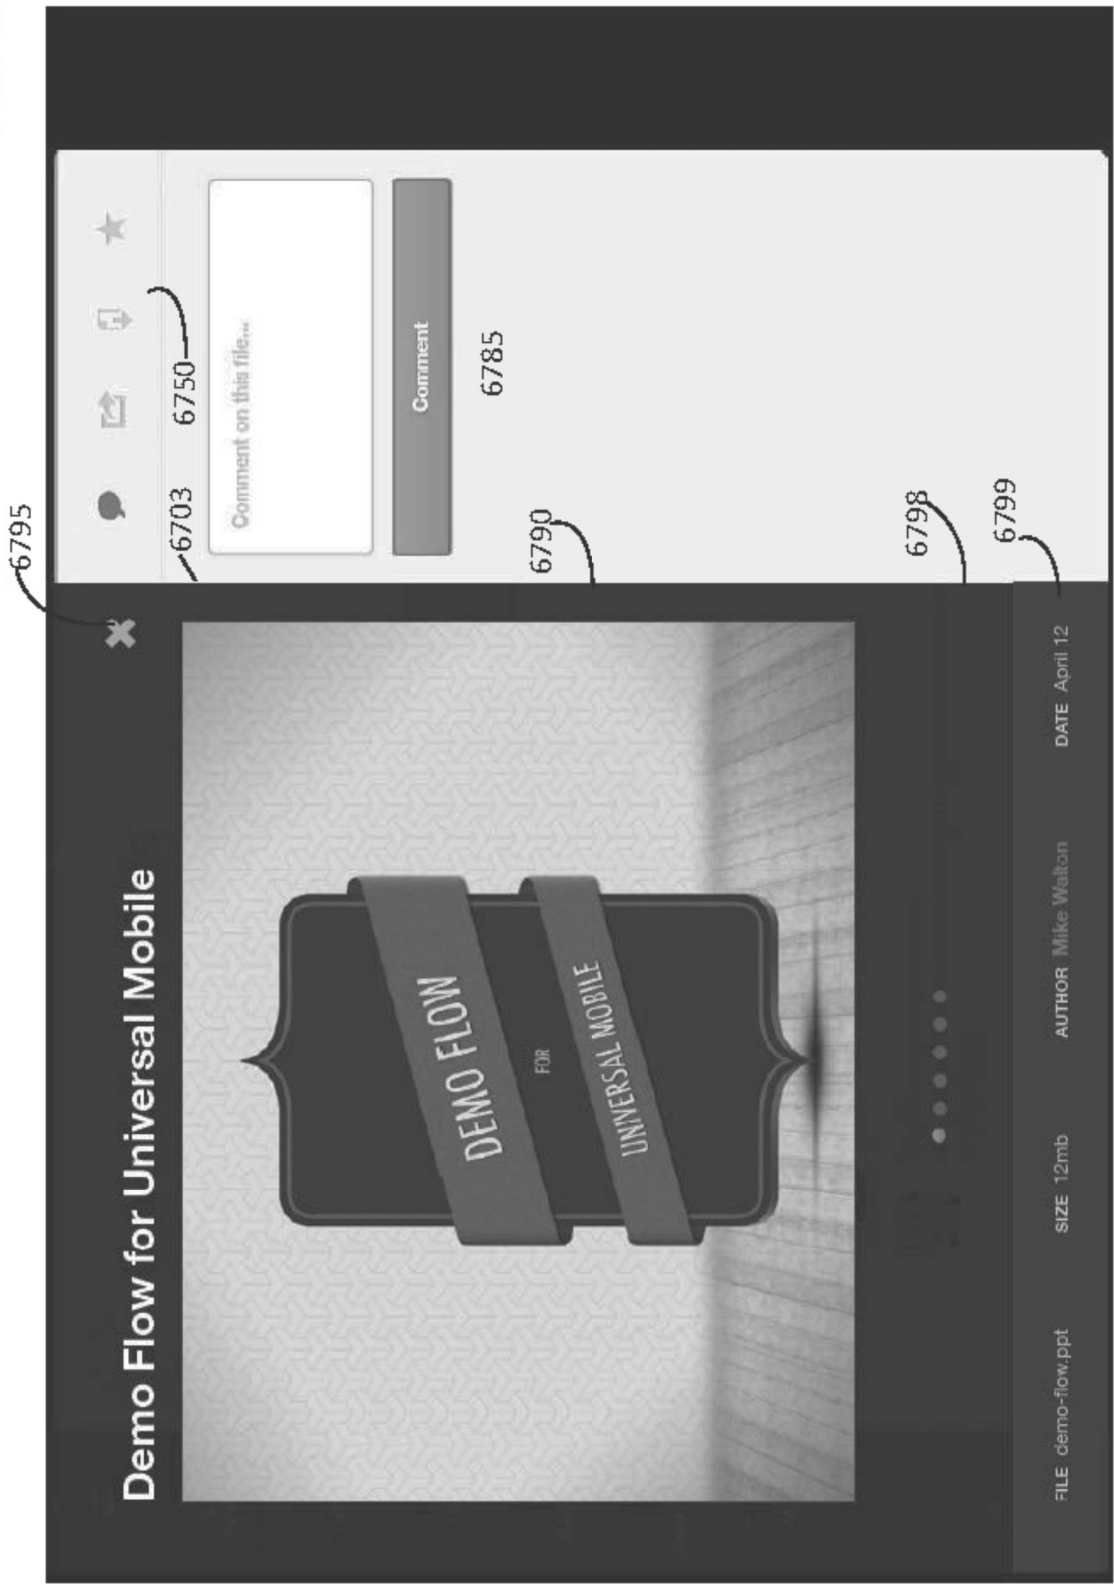 6795
Demo Flow for Universal Mobile
6750
6703
Comment on this file...
Comment
6785
DEMO FLOW
FOR
UNIVERSAL MOBILE
6790
6798
6799
FILE demo-flow.ppt SIZE 12mb AUTHOR Mike Walton DATE April 12